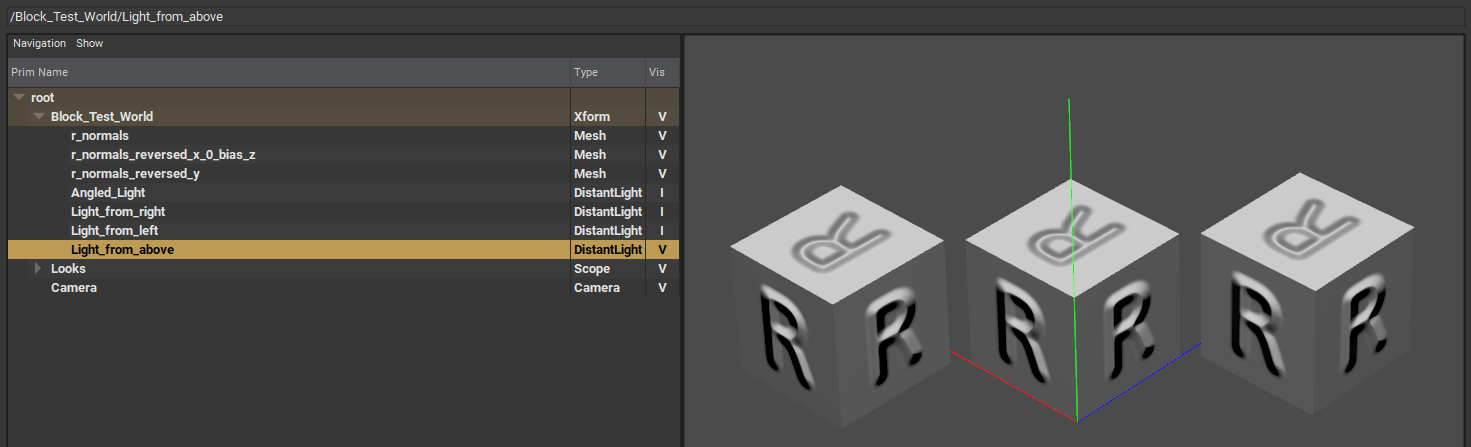 /Block_Test_World/Light_from_above
Navigation Show
Prim Name Type Vis
root
Block_Test_World Xform V
r_normals Mesh V
r_normals_reversed_x_0_bias_z Mesh V
r_normals_reversed_y Mesh V
Angled_Light DistantLight I
Light_from_right DistantLight I
Light_from_left DistantLight I
Light_from_above DistantLight V
Looks Scope V
Camera Camera V
R R R
R R R R R R